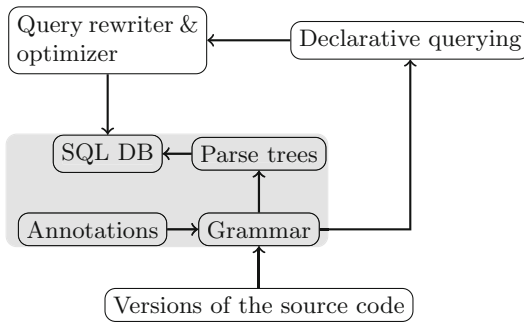 Query rewriter &
optimizer
Declarative querying
SQL DB
Parse trees
Annotations
Grammar
Versions of the source code